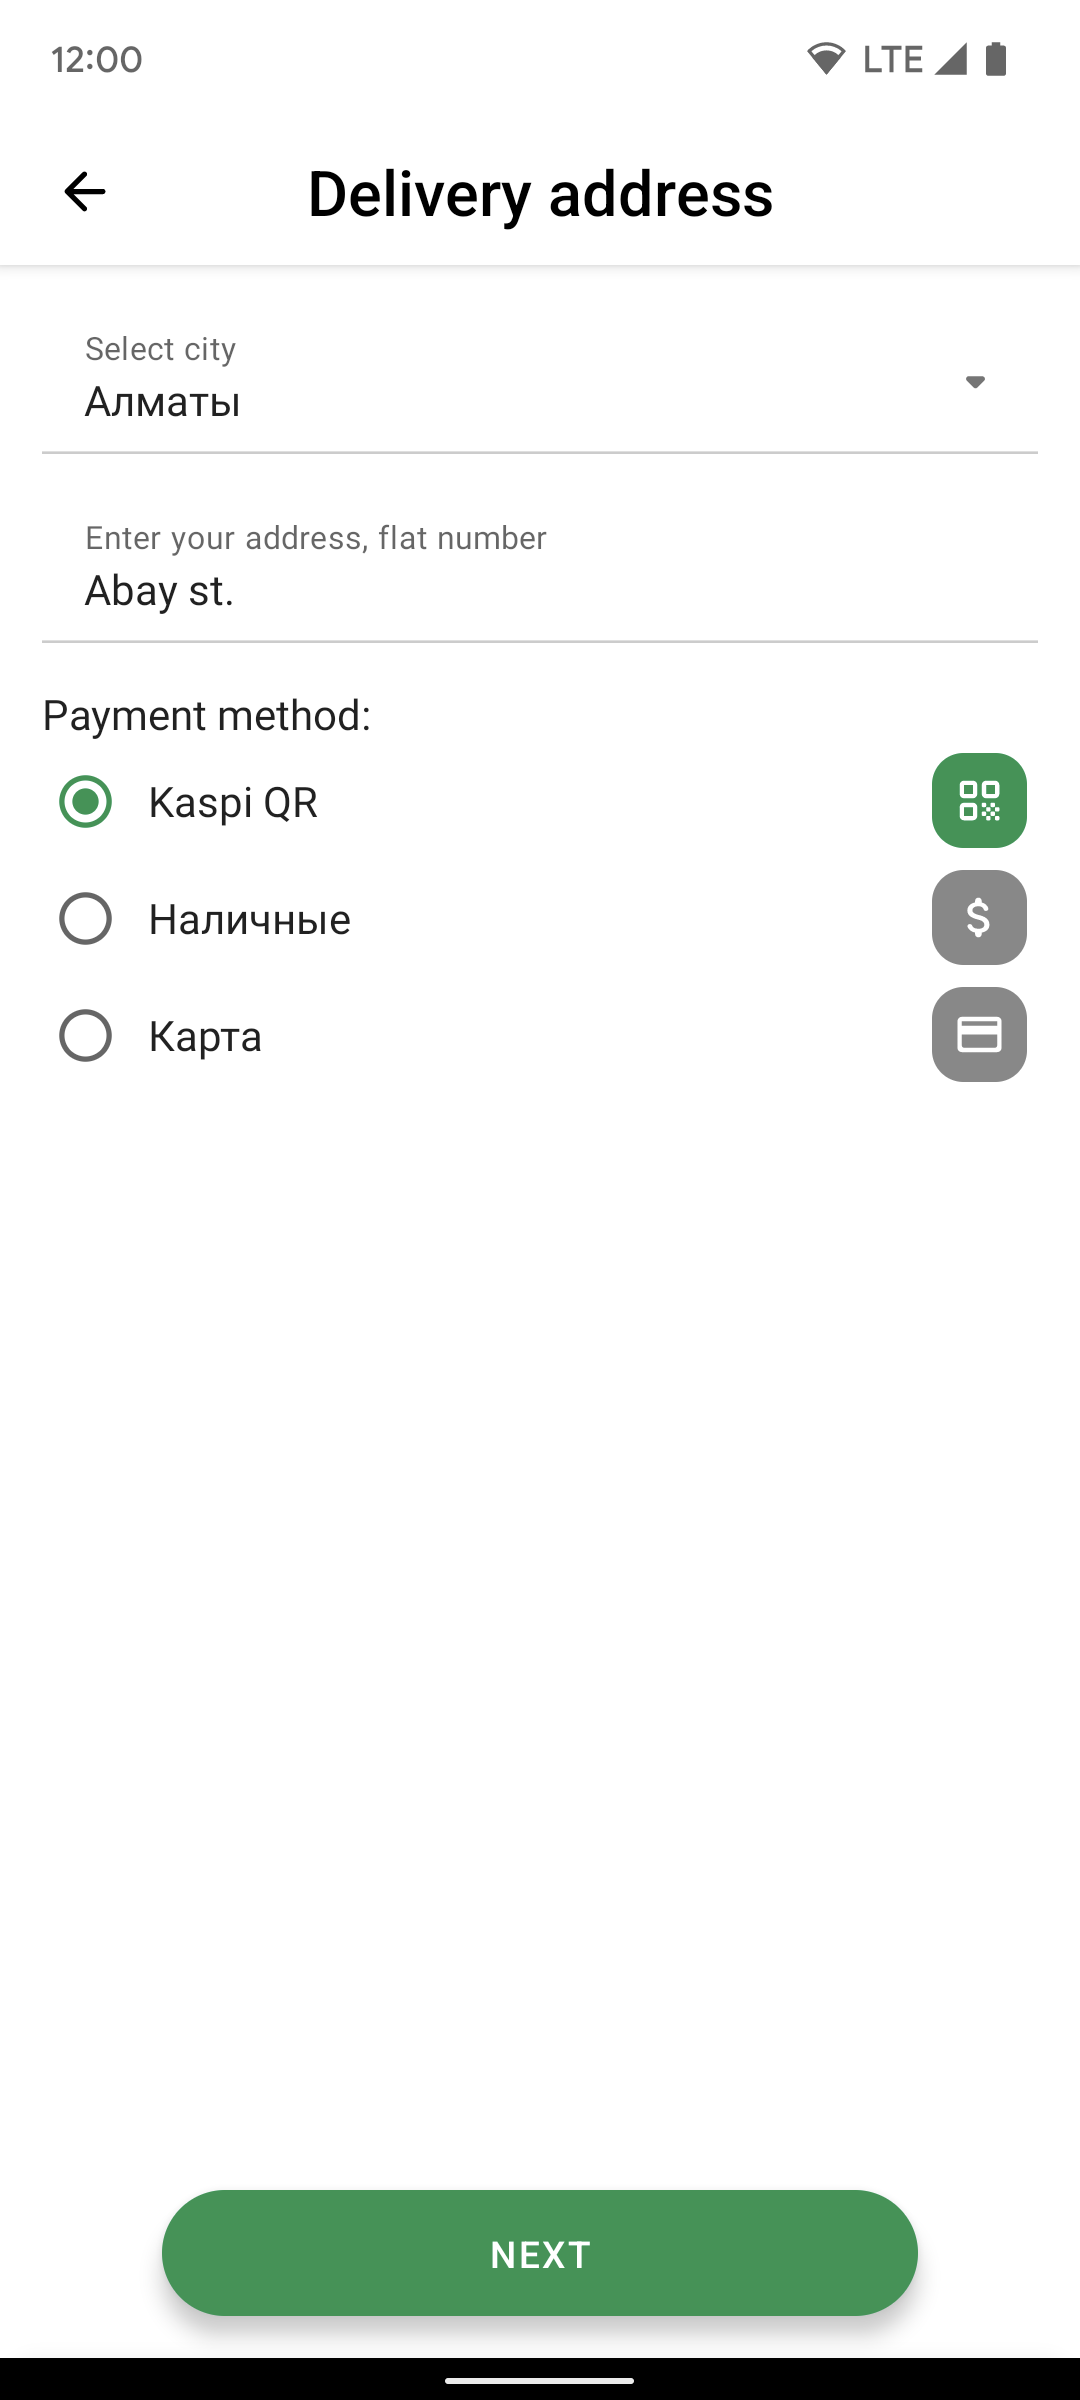 12:00 LTE
Delivery address
Select city
Алматы
Enter your address, flat number
Abay st.
Payment method:
Kaspi QR
Наличные
$
Карта
NEXT